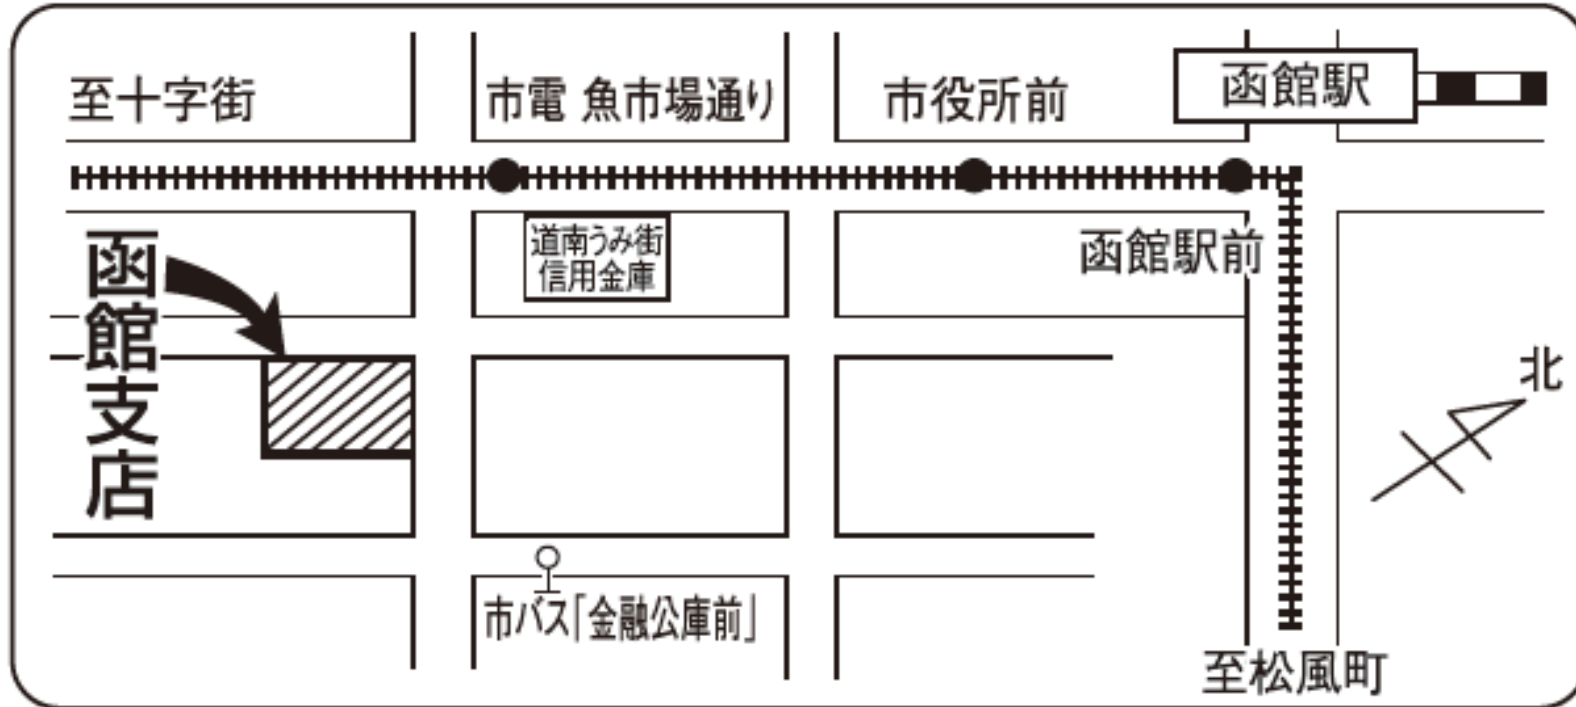 至十字街
市電 魚市場通り
市役所前
函館駅
道南うみ街
信用金庫
函館駅前
函館支店
北
市バス「金融公庫前」
至松風町